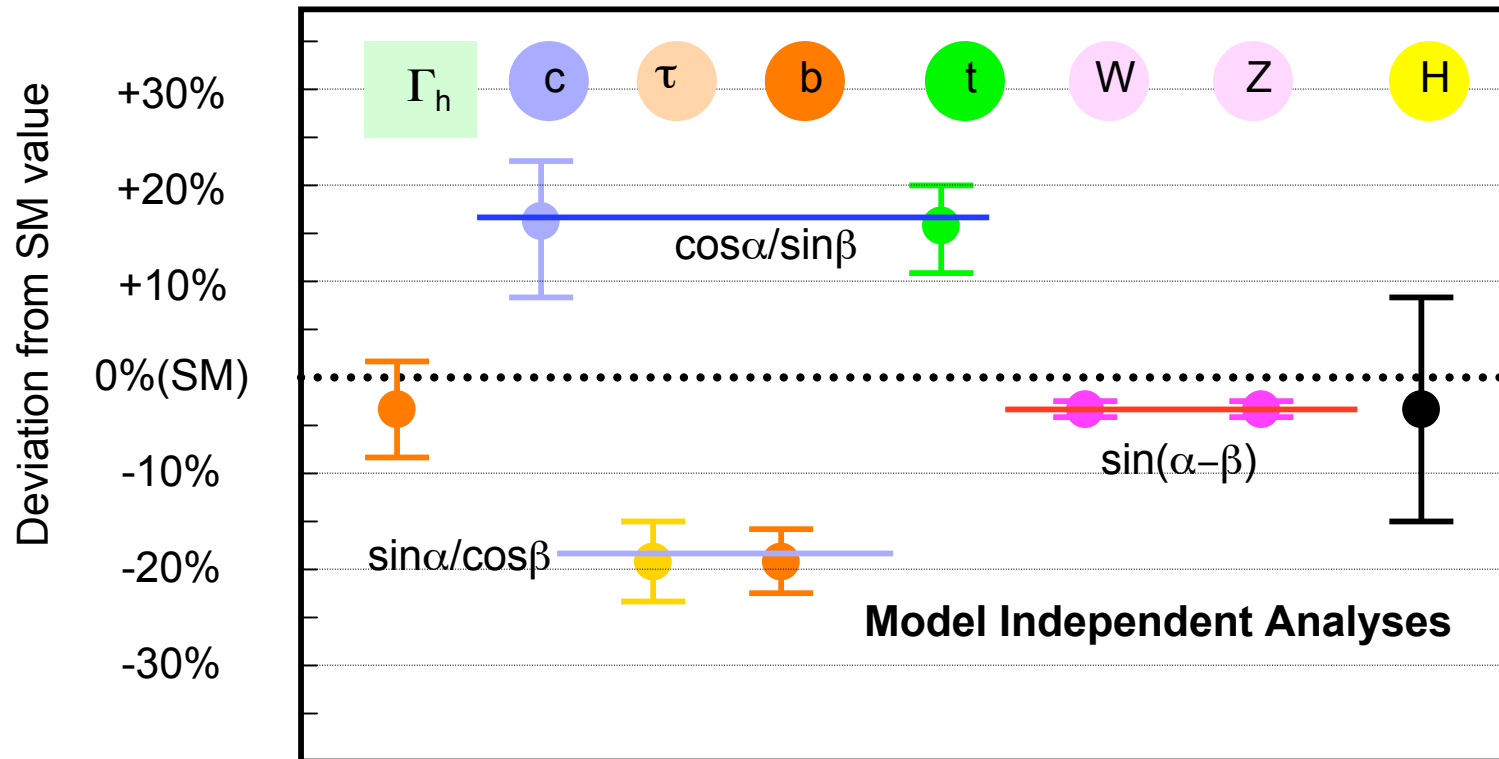 Deviation from SM value
+30%
+20%
+10%
0%(SM)
-10%
-20%
-30%
Γh
c
τ
b
t
W
Z
H
cosα/sinβ
sin(α−β)
sinα/cosβ
Model Independent Analyses